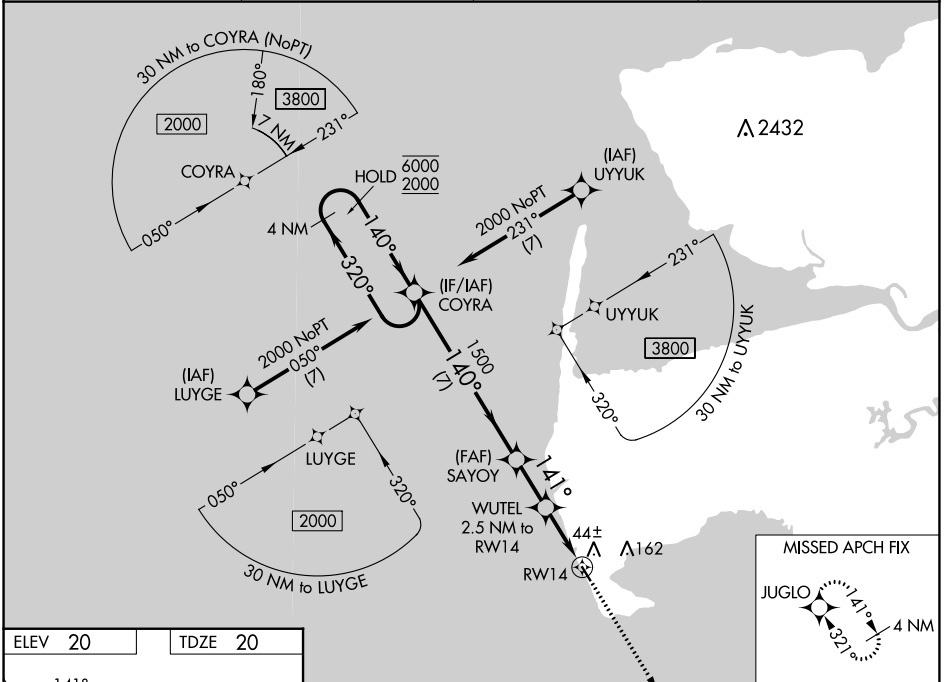 30 NM to COYRA (NoPT)
180°
3800
2000
7 NM
231°
COYRA
050°
2432
HOLD 6000
2000
4 NM
140°
320°
(IAF)
UYYUK
2000 NoPT
231°
(7)
(IF/IAF)
COYRA
2000 NoPT
050°
(7)
(IAF)
LUYGE
1500
140°
(7)
231°
UYYUK
3800
320°
30 NM to UYYUK
LUYGE
050°
320°
2000
30 NM to LUYGE
(FAF)
SAYOY
141°
WUTEL
2.5 NM to
RW14
44±
162
RW14
MISSED APCH FIX
JUGLO
141°
321°
4 NM
ELEV 20
TDZE 20